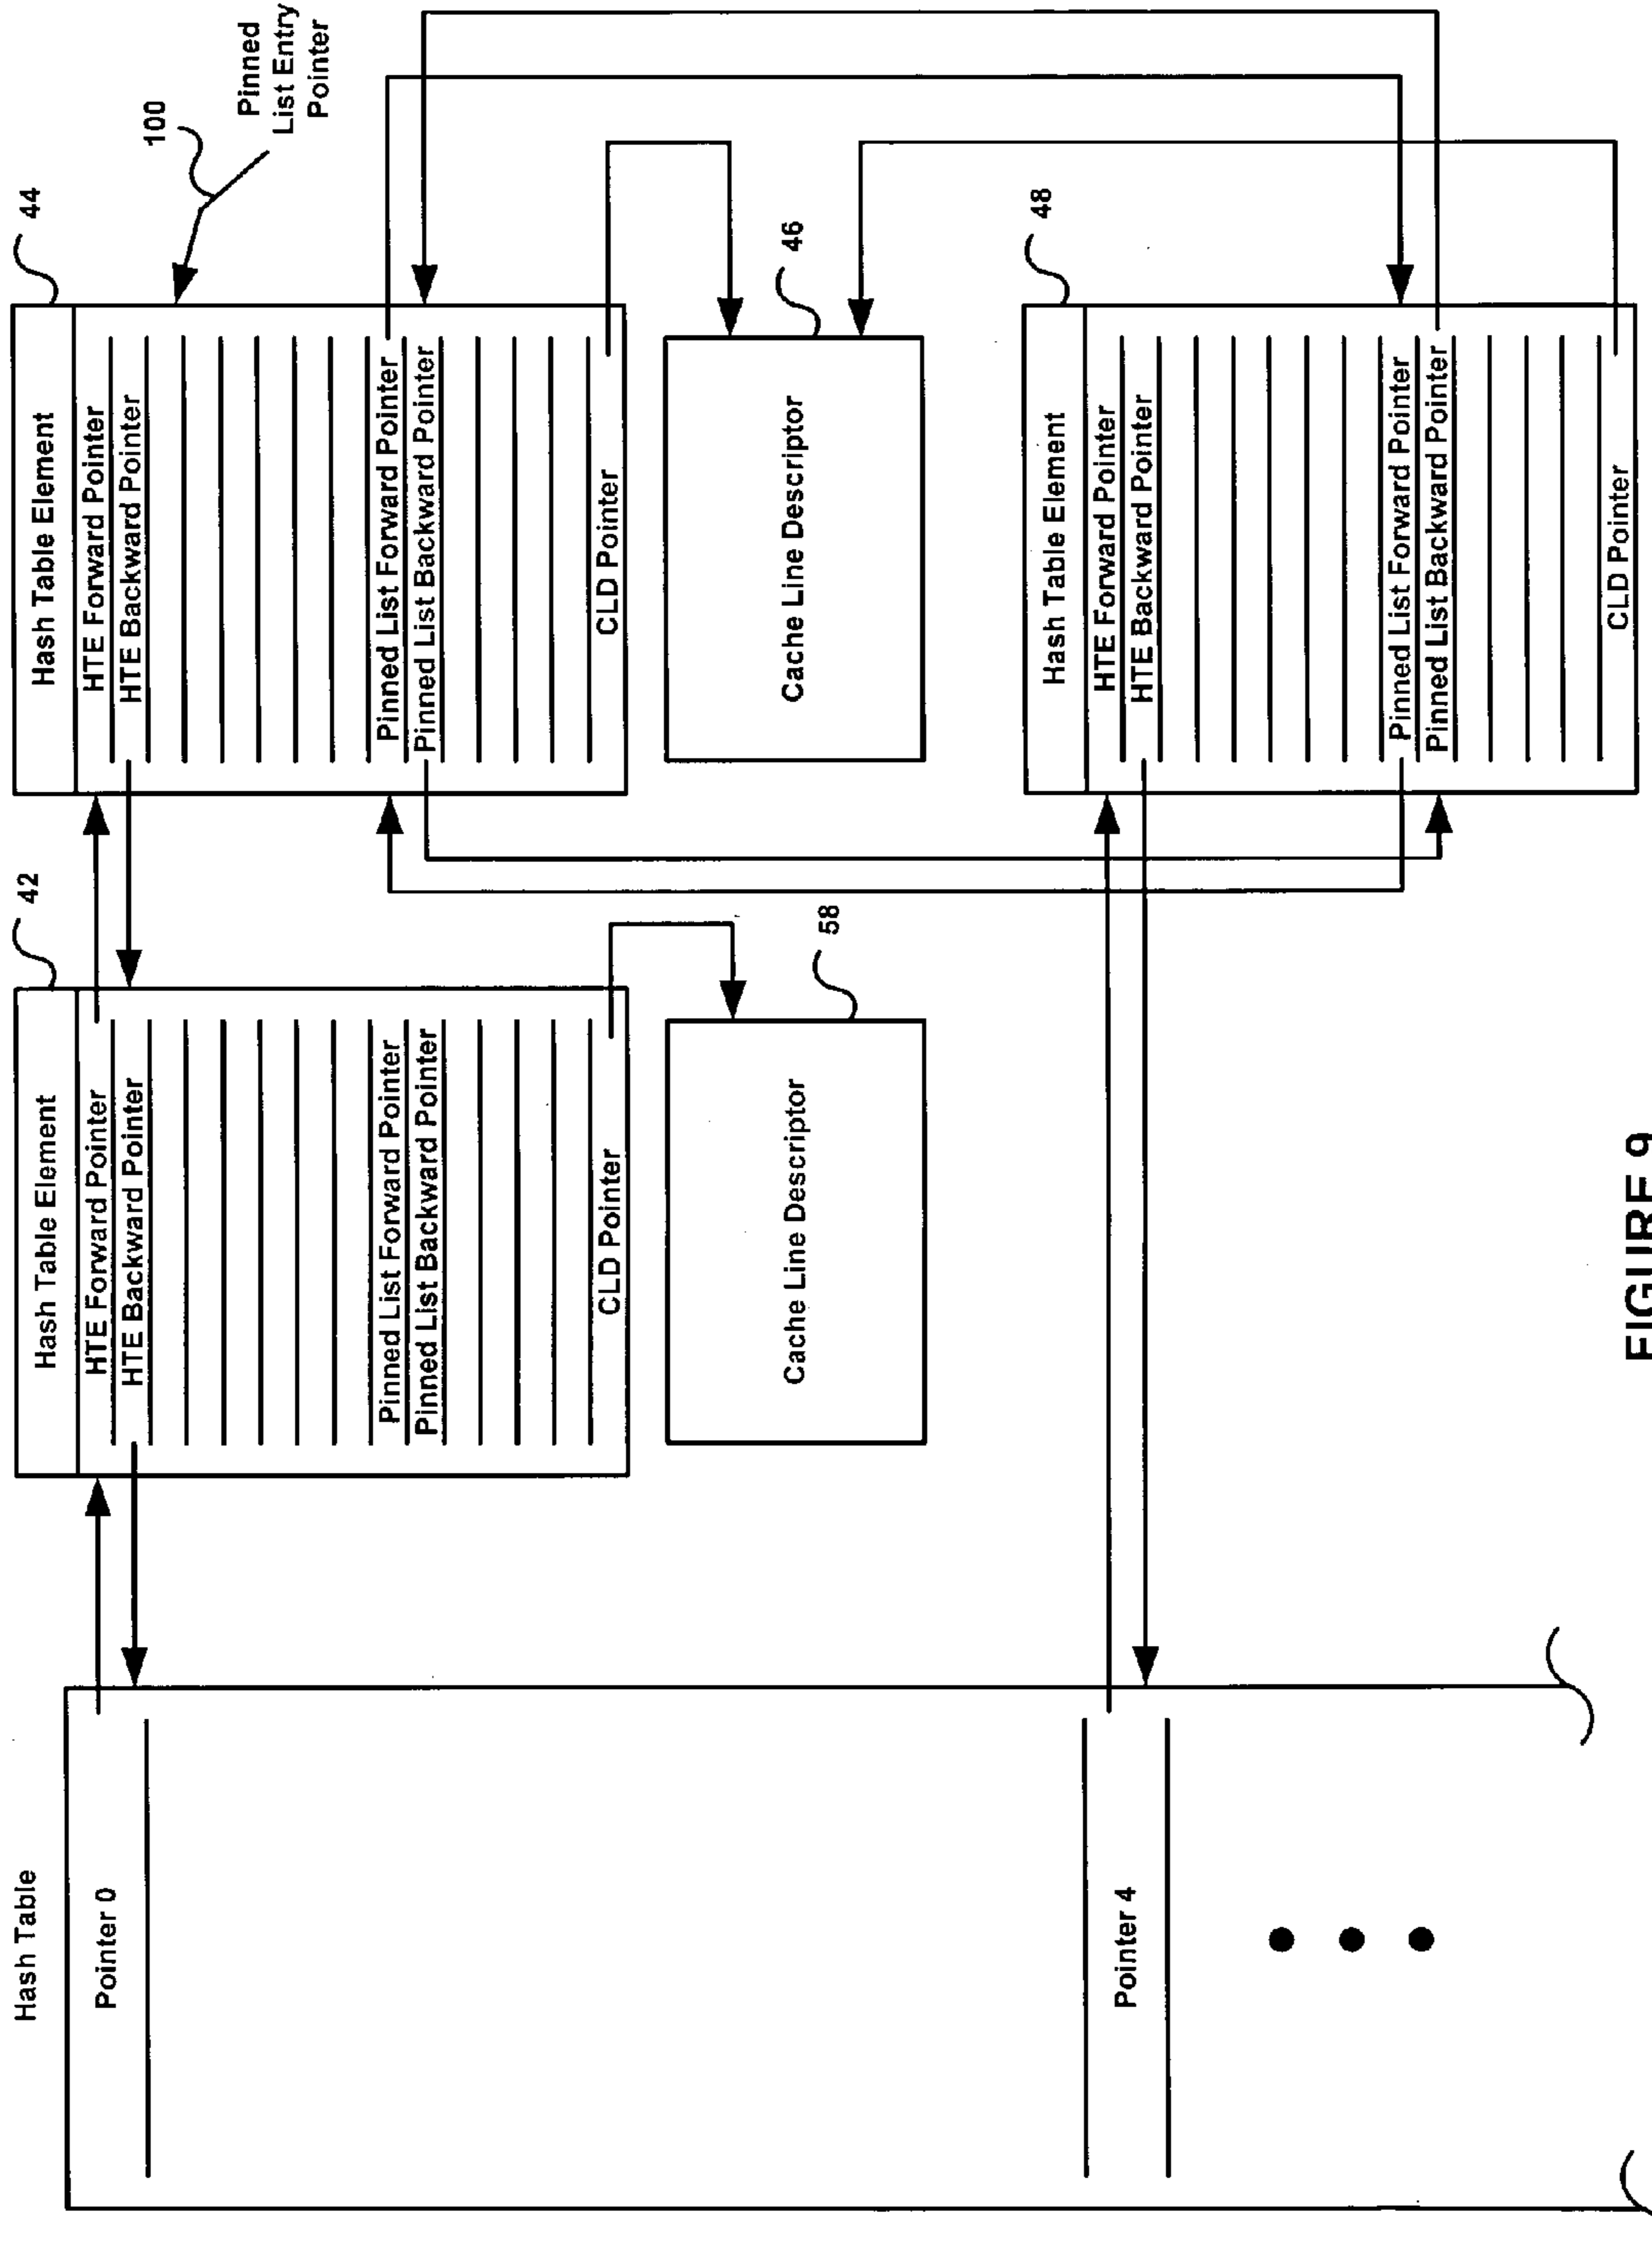 Hash Table
Pointer 0
Pointer 4
42
Hash Table Element
HTE Forward Pointer
HTE Backward Pointer
Pinned List Forward Pointer
Pinned List Backward Pointer
CLD Pointer
58
Cache Line Descriptor
44
Hash Table Element
HTE Forward Pointer
HTE Backward Pointer
Pinned List Forward Pointer
Pinned List Backward Pointer
CLD Pointer
100
Pinned
List Entry
Pointer
46
Cache Line Descriptor
48
Hash Table Element
HTE Forward Pointer
HTE Backward Pointer
Pinned List Forward Pointer
Pinned List Backward Pointer
CLD Pointer
FIGURE 9